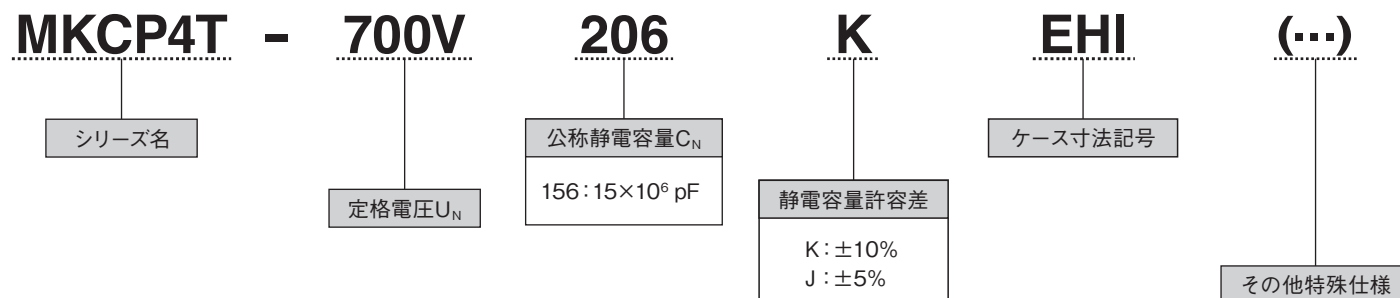 MKCP4T - 700V 206 K EHI (…)
シリーズ名
定格電圧UN
公称静電容量CN
156：15×10⁶ pF
静電容量許容差
K：±10%
J：±5%
ケース寸法記号
その他特殊仕様